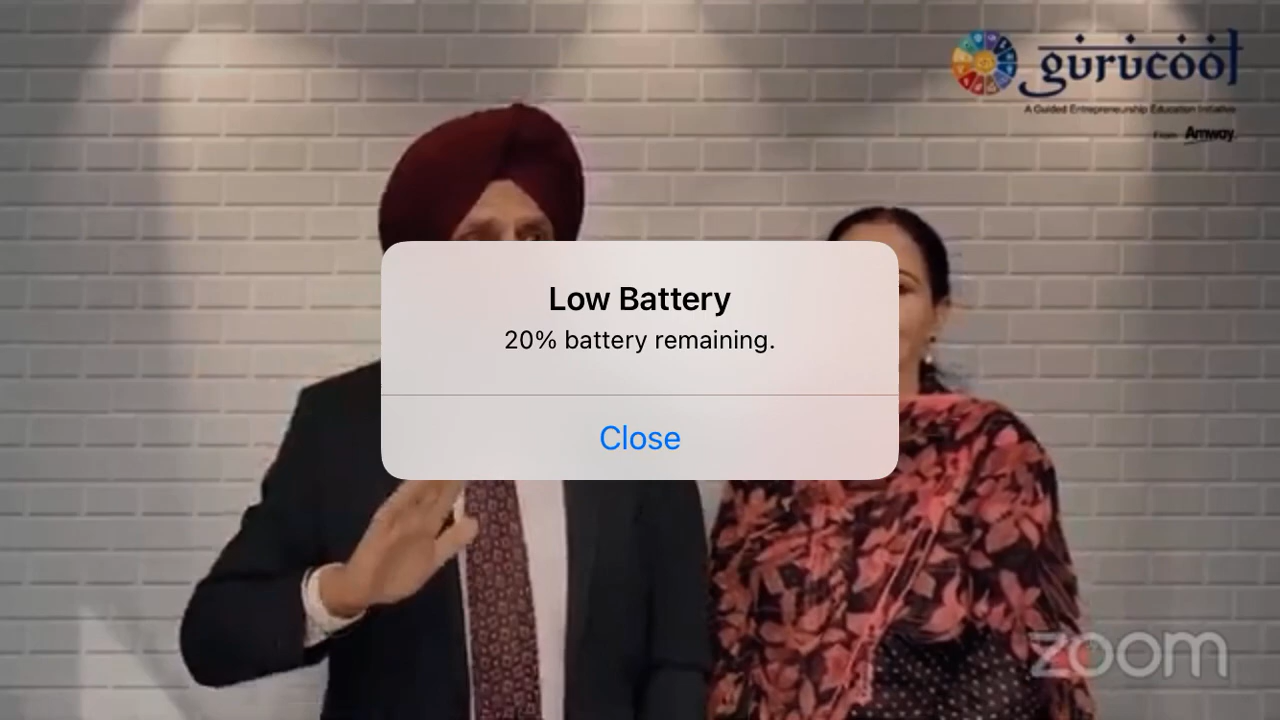 gurucool
A Guided Entrepreneurship Education Initiative
From Amway
Low Battery
20% battery remaining.
Close
zoom